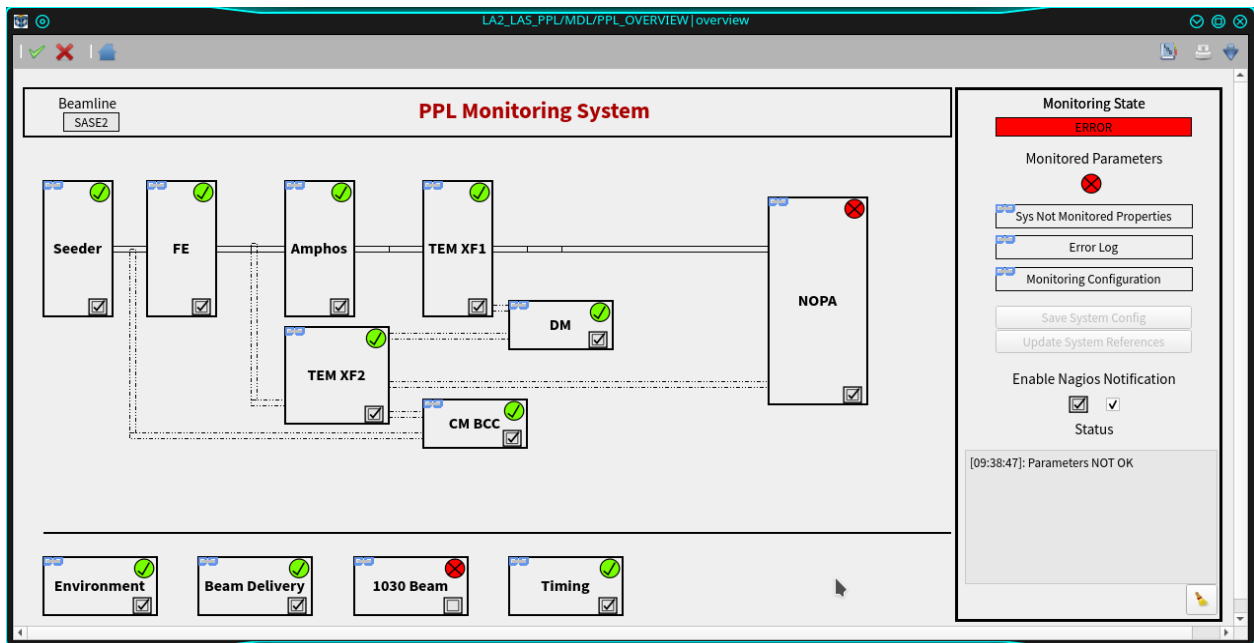 LA2_LAS_PPL/MDL/PPL_OVERVIEW|overview
Beamline
SASE2
PPL Monitoring System
Seeder
FE
Amphos
TEM XF1
NOPA
DM
TEM XF2
CM BCC
Environment
Beam Delivery
1030 Beam
Timing
Monitoring State
ERROR
Monitored Parameters
Sys Not Monitored Properties
Error Log
Monitoring Configuration
Save System Config
Update System References
Enable Nagios Notification
Status
[09:38:47]: Parameters NOT OK